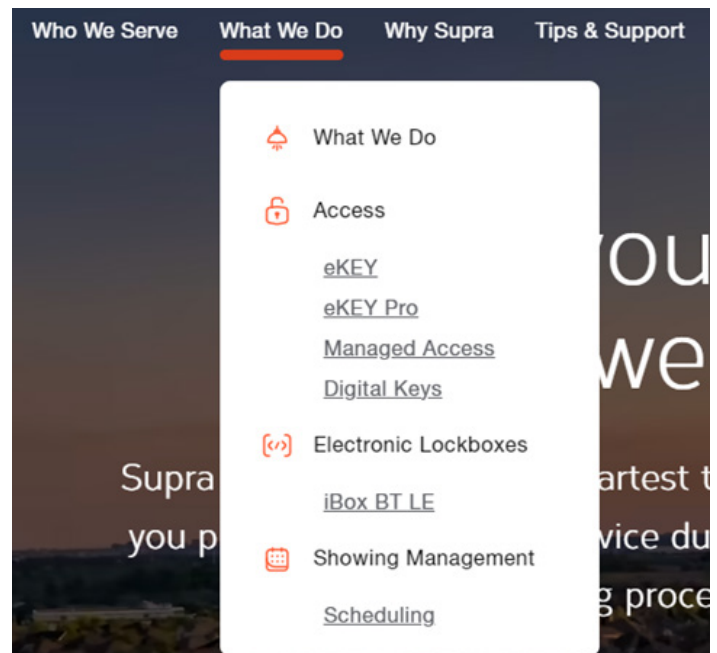 Who We Serve What We Do Why Supra Tips & Support
What We Do
Access
eKEY
eKEY Pro
Managed Access
Digital Keys
Electronic Lockboxes
iBox BT LE
Showing Management
Scheduling
Supra
you